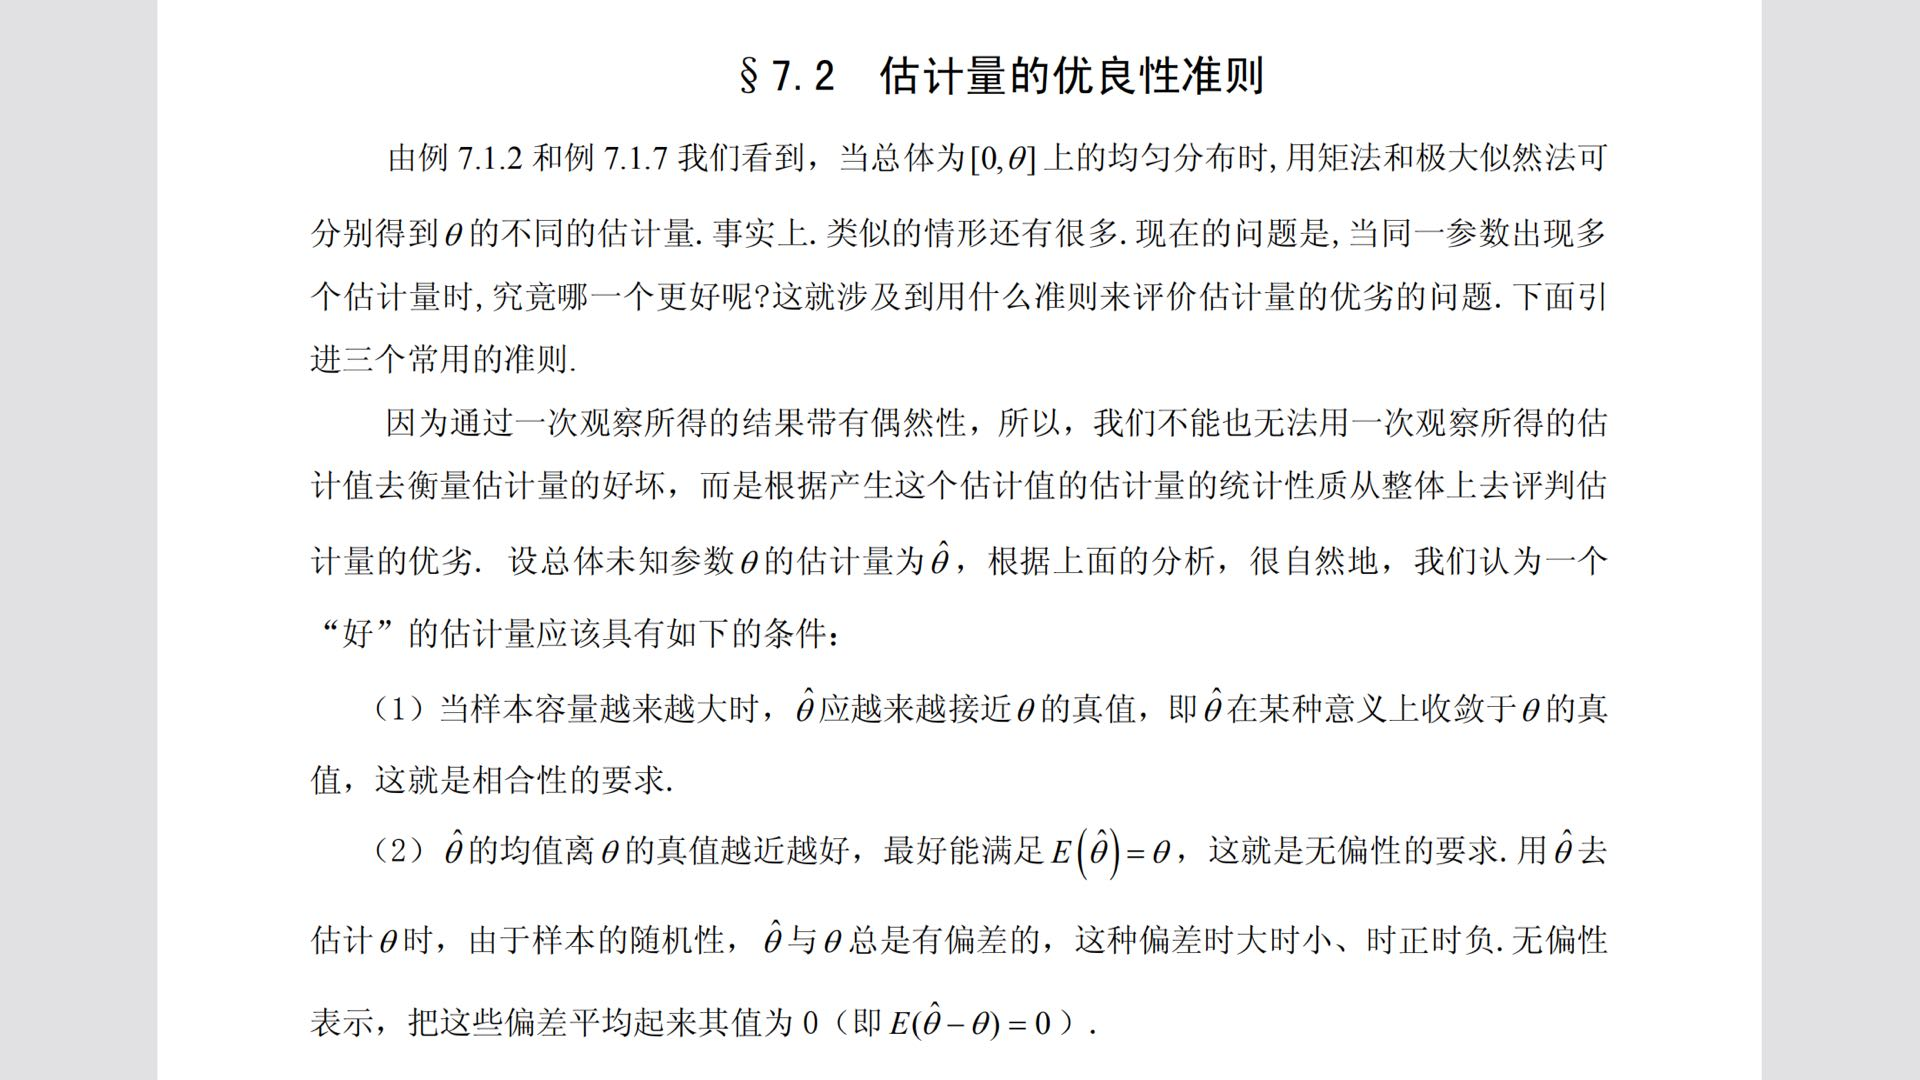 §7.2 估计量的优良性准则
由例 7.1.2 和例 7.1.7 我们看到，当总体为[0,θ]上的均匀分布时,用矩法和极大似然法可
分别得到θ的不同的估计量.事实上.类似的情形还有很多.现在的问题是,当同一参数出现多
个估计量时,究竟哪一个更好呢?这就涉及到用什么准则来评价估计量的优劣的问题.下面引
进三个常用的准则.
因为通过一次观察所得的结果带有偶然性，所以，我们不能也无法用一次观察所得的估
计值去衡量估计量的好坏，而是根据产生这个估计值的估计量的统计性质从整体上去评判估
计量的优劣. 设总体未知参数θ的估计量为θ̂，根据上面的分析，很自然地，我们认为一个
“好”的估计量应该具有如下的条件：
（1）当样本容量越来越大时，θ̂应越来越接近θ的真值，即θ̂在某种意义上收敛于θ的真
值，这就是相合性的要求.
（2）θ̂的均值离θ的真值越近越好，最好能满足E(θ̂)=θ，这就是无偏性的要求.用θ̂去
估计θ时，由于样本的随机性，θ̂与θ总是有偏差的，这种偏差时大时小、时正时负.无偏性
表示，把这些偏差平均起来其值为 0（即E(θ̂−θ)=0）.